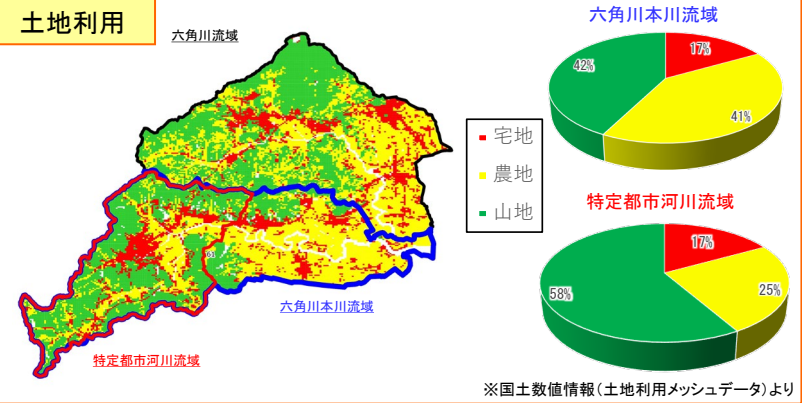 土地利用
六角川流域
六角川本川流域
特定都市河川流域
61
宅地
農地
山地
六角川本川流域
17%
42%
41%
特定都市河川流域
17%
25%
58%
※国土数値情報(土地利用メッシュデータ)より